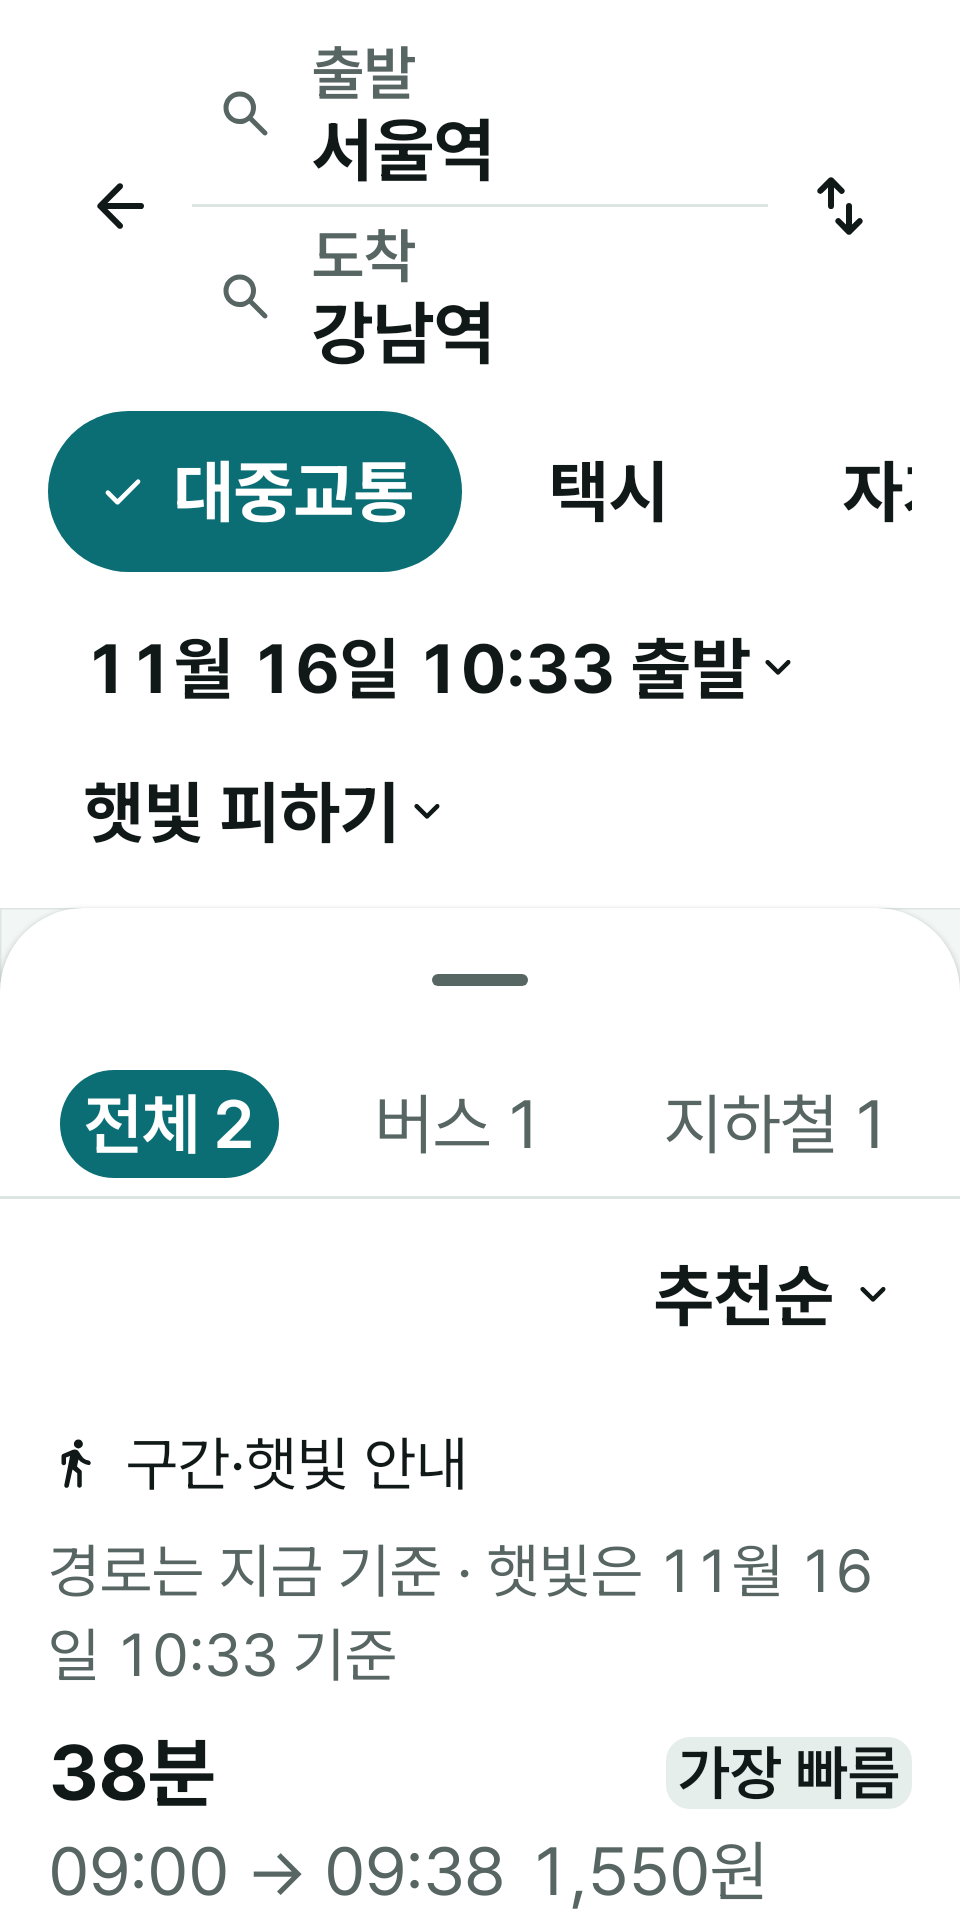 출발
서울역
도착
강남역
대중교통
택시
11월 16일 10:33 출발
햇빛 피하기
전체 2
버스 1
지하철 1
추천순
구간·햇빛 안내
경로는 지금 기준 · 햇빛은 11월 16
일 10:33 기준
38분
가장 빠름
09:00 → 09:38 1,550원